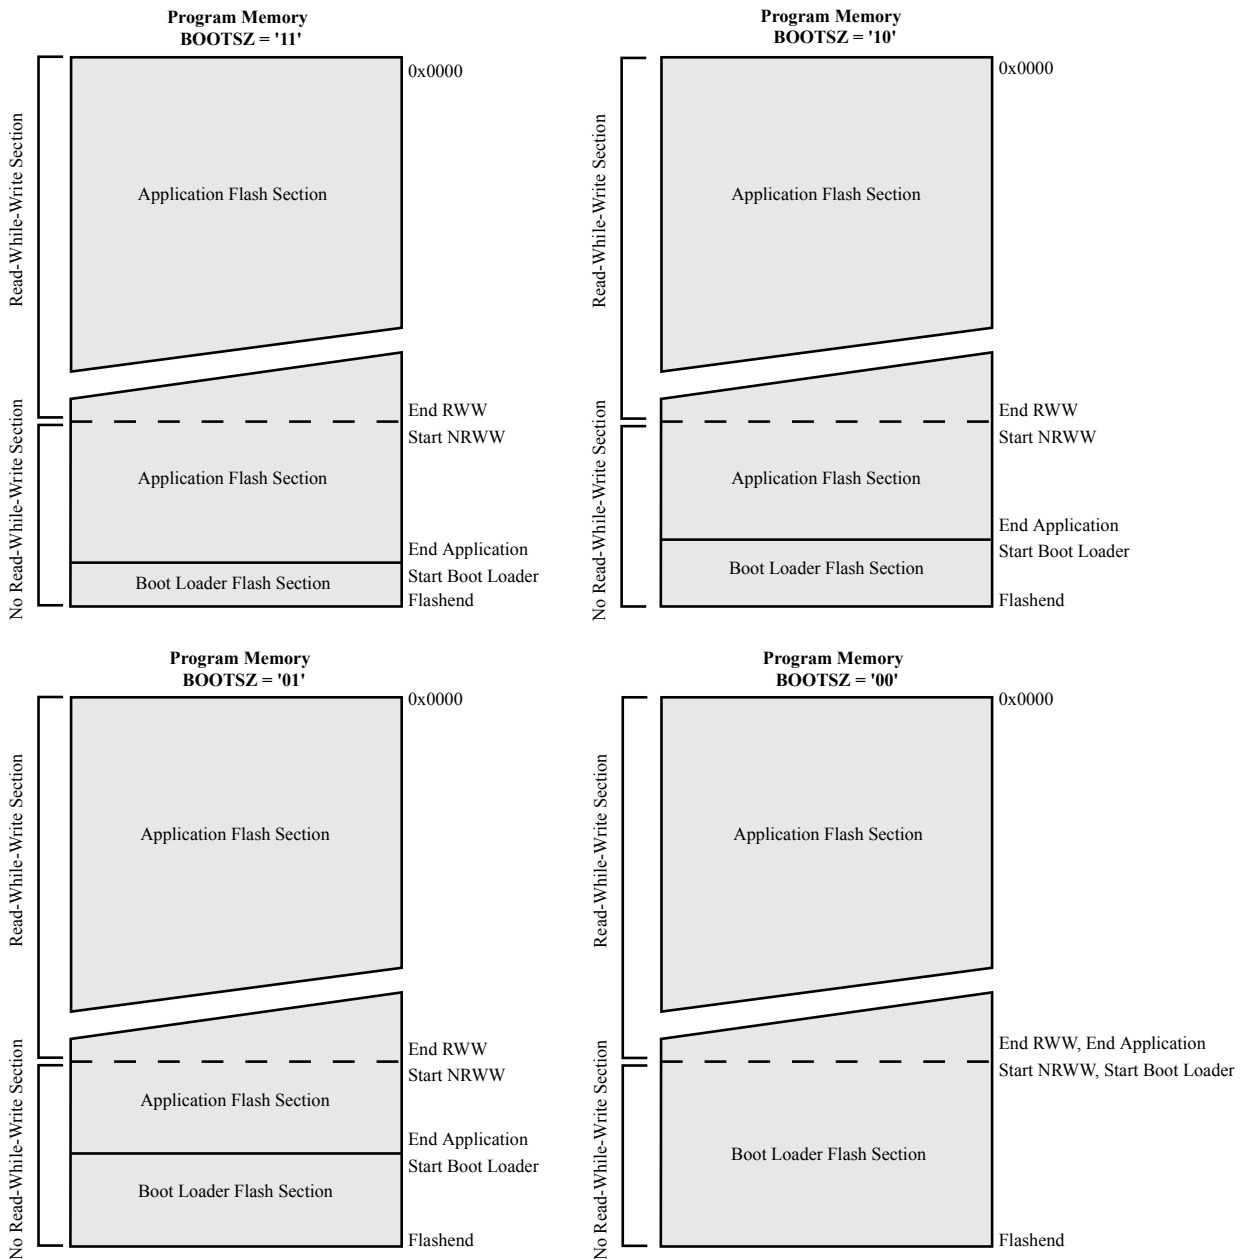 Program Memory
BOOTSZ = '11'
0x0000
Read-While-Write Section
Application Flash Section
End RWW
Start NRWW
No Read-While-Write Section
Application Flash Section
End Application
Start Boot Loader
Boot Loader Flash Section
Flashend
Program Memory
BOOTSZ = '10'
0x0000
Read-While-Write Section
Application Flash Section
End RWW
Start NRWW
No Read-While-Write Section
Application Flash Section
End Application
Start Boot Loader
Boot Loader Flash Section
Flashend
Program Memory
BOOTSZ = '01'
0x0000
Read-While-Write Section
Application Flash Section
End RWW
Start NRWW
No Read-While-Write Section
Application Flash Section
End Application
Start Boot Loader
Boot Loader Flash Section
Flashend
Program Memory
BOOTSZ = '00'
0x0000
Read-While-Write Section
Application Flash Section
End RWW, End Application
Start NRWW, Start Boot Loader
No Read-While-Write Section
Boot Loader Flash Section
Flashend